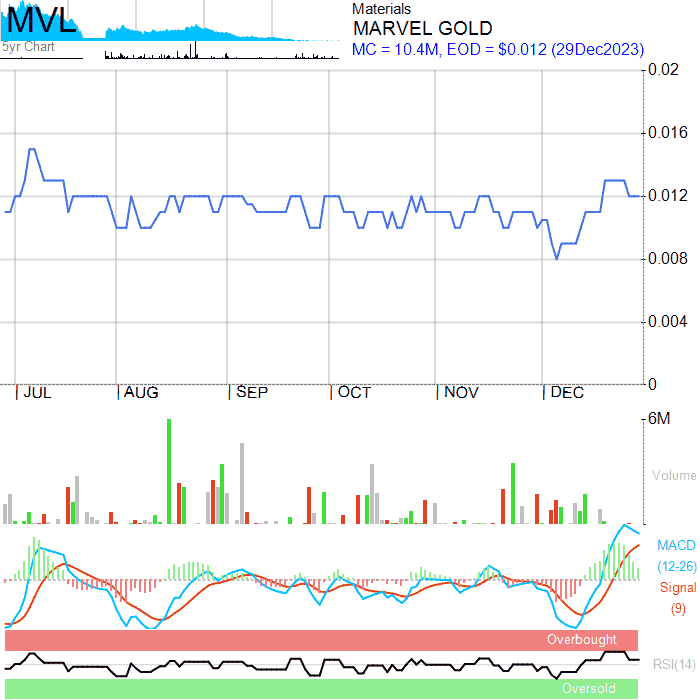 MVL
5yr Chart
Materials
MARVEL GOLD
MC = 10.4M, EOD = $0.012 (29Dec2023)
0.02
0.016
0.012
0.008
0.004
0
JUL AUG SEP OCT NOV DEC
6M
Volume
MACD
(12-26)
Signal
(9)
Overbought
RSI(14)
Oversold